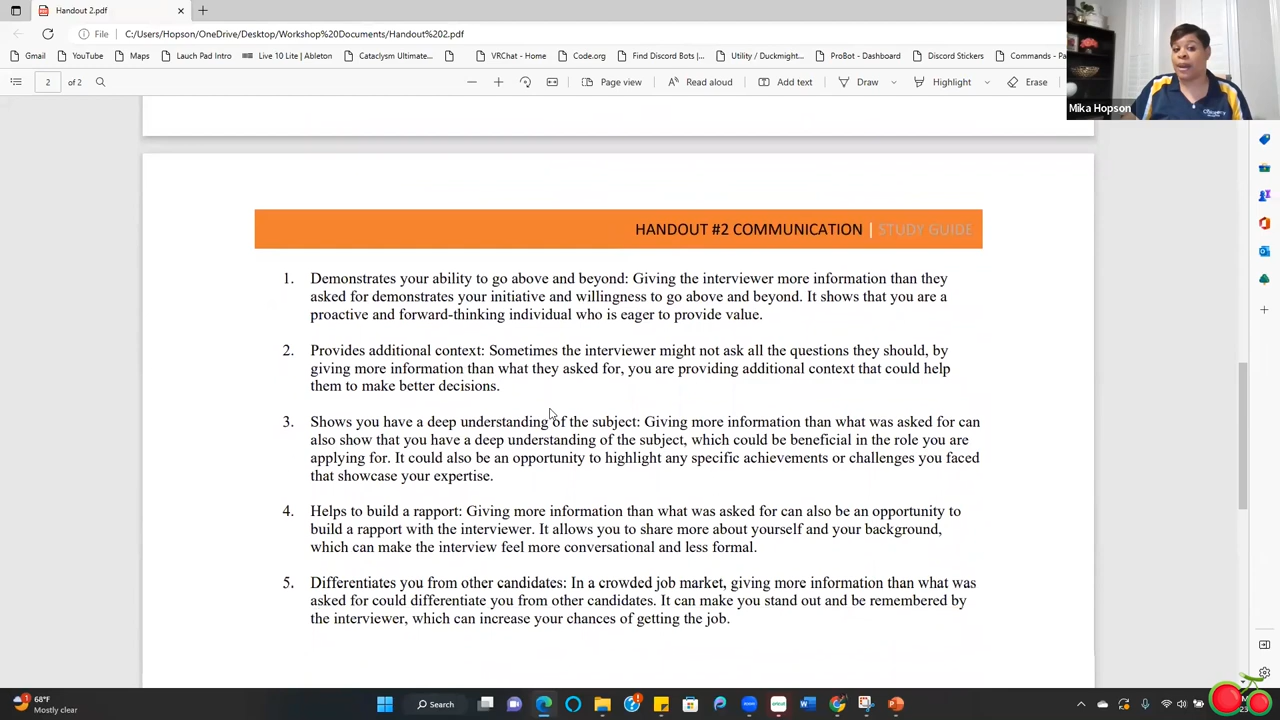 Handout 2.pdf
File
C:/Users/Hopson/OneDrive/Desktop/Workshop%20Documents/Handout%202.pdf
Gmail YouTube Maps Lauch Pad Intro Live 10 Lite | Ableton Cataclysm Ultimate... VRChat - Home Code.org Find Discord Bots |... Utility / Duckmight... ProBot - Dashboard Discord Stickers Commands - Pa
2 of 2 Page view Read aloud Add text Draw Highlight Erase
Mika Hopson
HANDOUT #2 COMMUNICATION | STUDY GUIDE
1. Demonstrates your ability to go above and beyond: Giving the interviewer more information than they
asked for demonstrates your initiative and willingness to go above and beyond. It shows that you are a
proactive and forward-thinking individual who is eager to provide value.
2. Provides additional context: Sometimes the interviewer might not ask all the questions they should, by
giving more information than what they asked for, you are providing additional context that could help
them to make better decisions.
3. Shows you have a deep understanding of the subject: Giving more information than what was asked for can
also show that you have a deep understanding of the subject, which could be beneficial in the role you are
applying for. It could also be an opportunity to highlight any specific achievements or challenges you faced
that showcase your expertise.
4. Helps to build a rapport: Giving more information than what was asked for can also be an opportunity to
build a rapport with the interviewer. It allows you to share more about yourself and your background,
which can make the interview feel more conversational and less formal.
5. Differentiates you from other candidates: In a crowded job market, giving more information than what was
asked for could differentiate you from other candidates. It can make you stand out and be remembered by
the interviewer, which can increase your chances of getting the job.
68°F
Mostly clear
Search